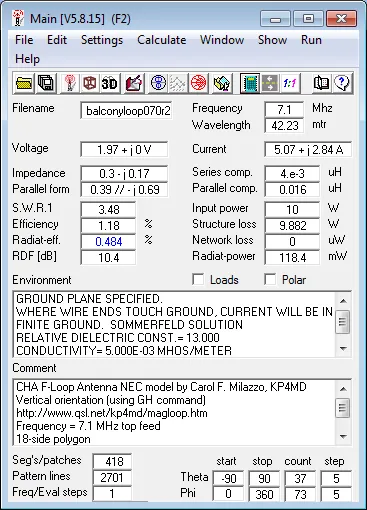 Main [V5.8.15] (F2)
File Edit Settings Calculate Window Show Run
Help
3D 1:1
Filename balconyloop070r2 Frequency 7.1 Mhz
Wavelength 42.23 mtr
Voltage 1.97 + j 0 V Current 5.07 + j 2.84 A
Impedance 0.3 - j 0.17 Series comp. 4.e-3 uH
Parallel form 0.39 // - j 0.69 Parallel comp. 0.016 uH
S.W.R.1 3.48 Input power 10 W
Efficiency 1.18 % Structure loss 9.882 W
Radiat-eff. 0.484 % Network loss 0 uW
RDF [dB] 10.4 Radiat-power 118.4 mW
Environment Loads Polar
GROUND PLANE SPECIFIED.
WHERE WIRE ENDS TOUCH GROUND, CURRENT WILL BE IN
FINITE GROUND. SOMMERFELD SOLUTION
RELATIVE DIELECTRIC CONST.= 13.000
CONDUCTIVITY= 5.000E-03 MHOS/METER
Comment
CHA F-Loop Antenna NEC model by Carol F. Milazzo, KP4MD
Vertical orientation (using GH command)
http://www.qsl.net/kp4md/magloop.htm
Frequency = 7.1 MHz top feed
18-side polygon
Seg's/patches 418 start stop count step
Pattern lines 2701 Theta -90 90 37 5
Freq/Eval steps 1 Phi 0 360 73 5